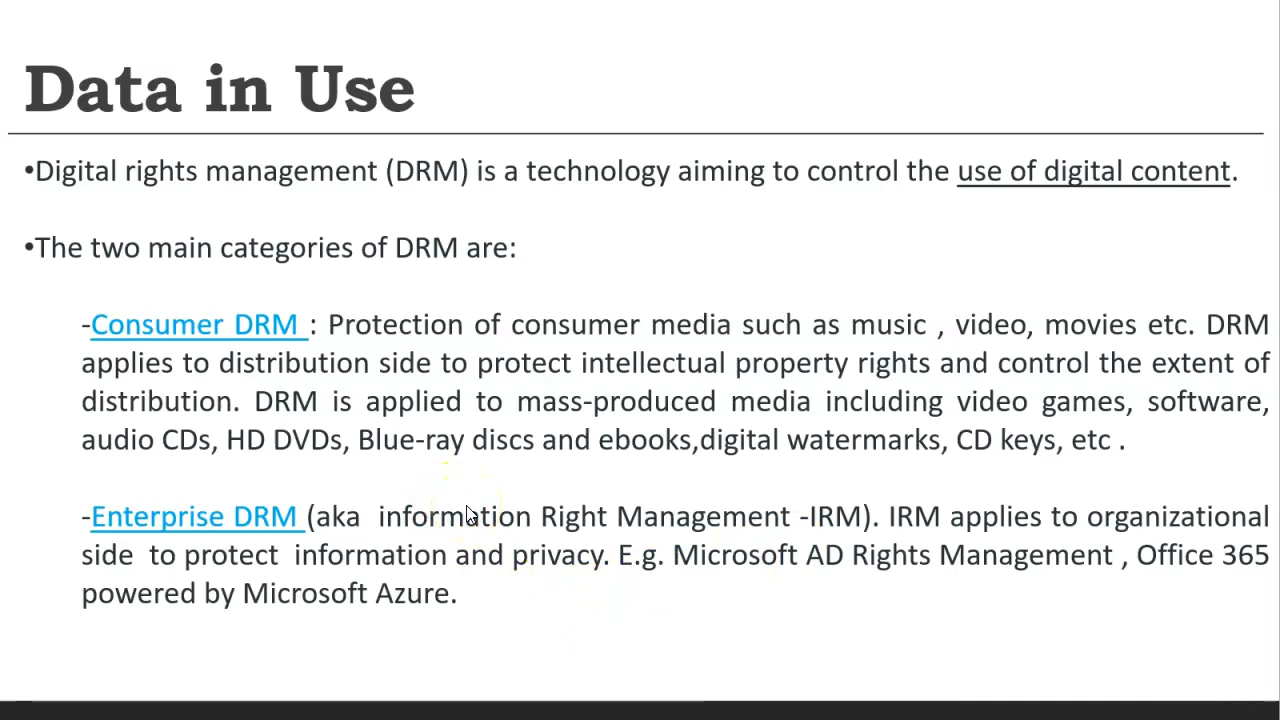 Data in Use
•Digital rights management (DRM) is a technology aiming to control the use of digital content.
•The two main categories of DRM are:
-Consumer DRM : Protection of consumer media such as music , video, movies etc. DRM
applies to distribution side to protect intellectual property rights and control the extent of
distribution. DRM is applied to mass-produced media including video games, software,
audio CDs, HD DVDs, Blue-ray discs and ebooks,digital watermarks, CD keys, etc .
-Enterprise DRM (aka information Right Management -IRM). IRM applies to organizational
side to protect information and privacy. E.g. Microsoft AD Rights Management , Office 365
powered by Microsoft Azure.